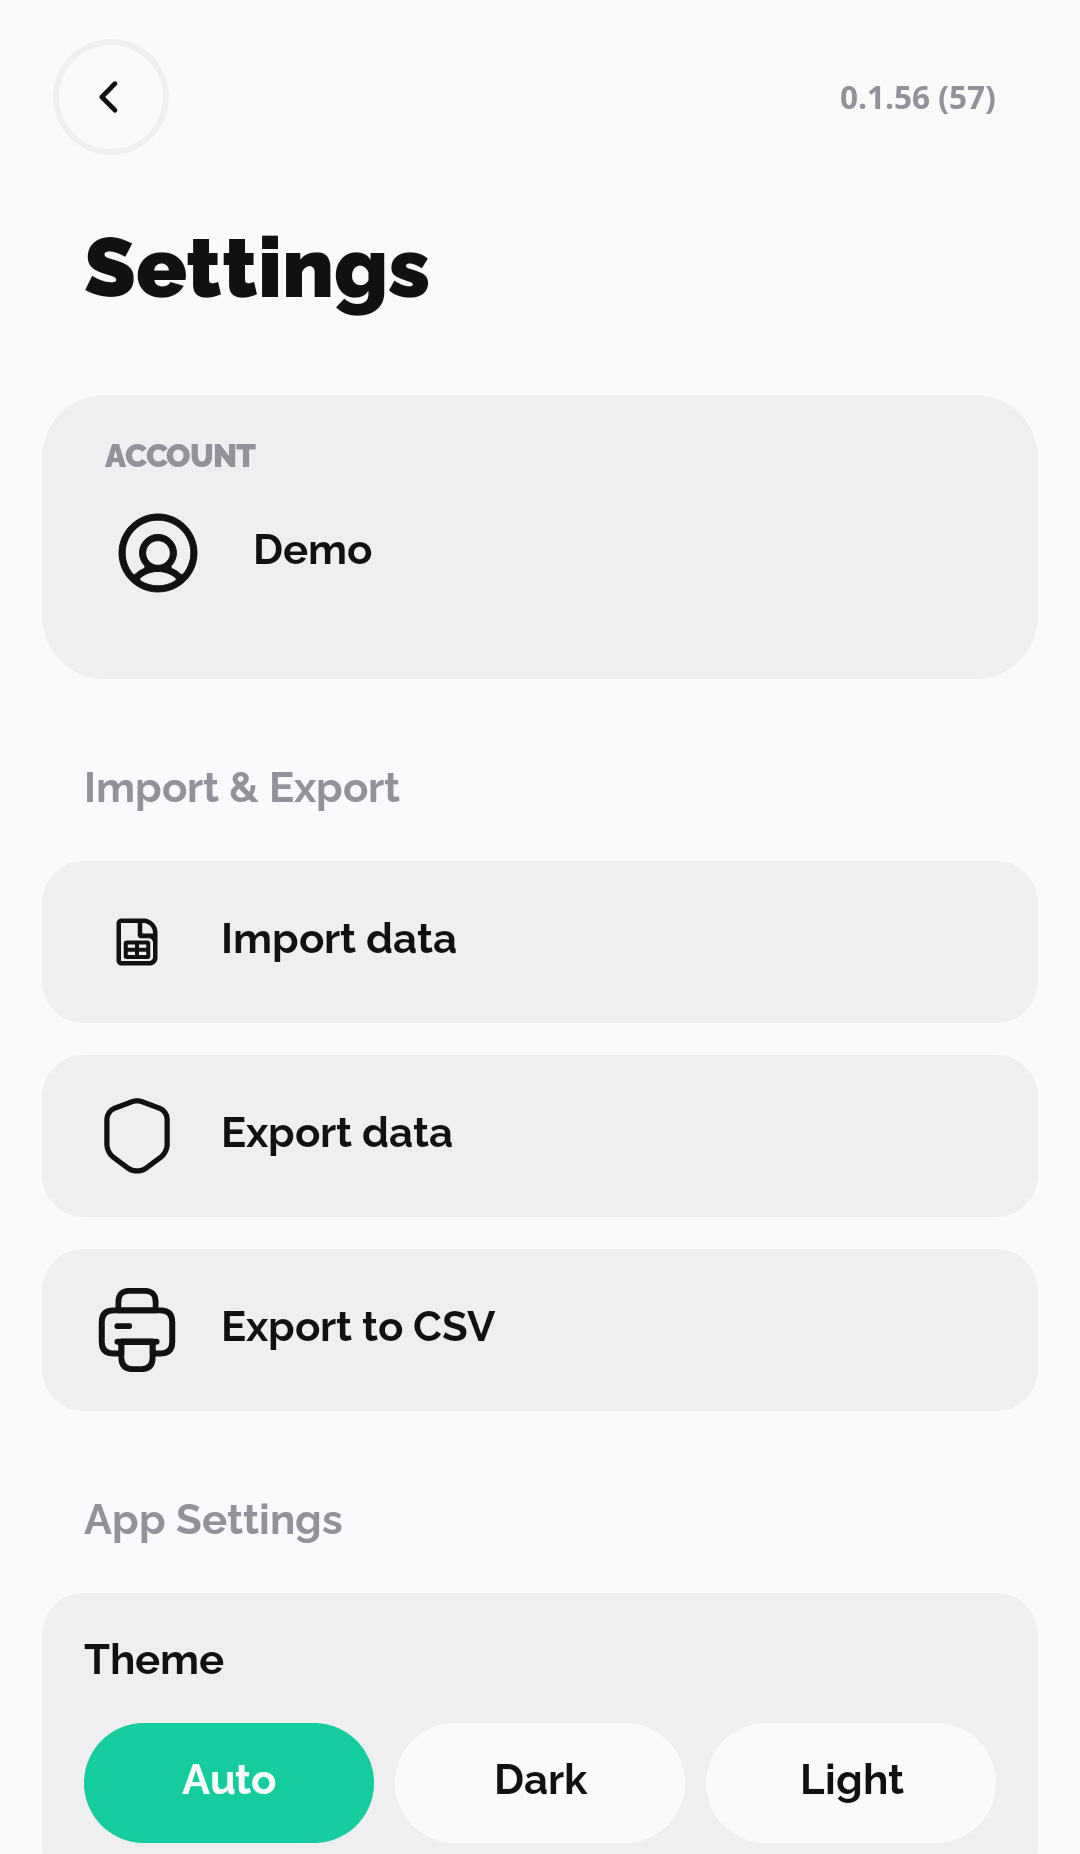 0.1.56 (57)
Settings
ACCOUNT
Demo
Import & Export
Import data
Export data
Export to CSV
App Settings
Theme
Auto
Dark
Light